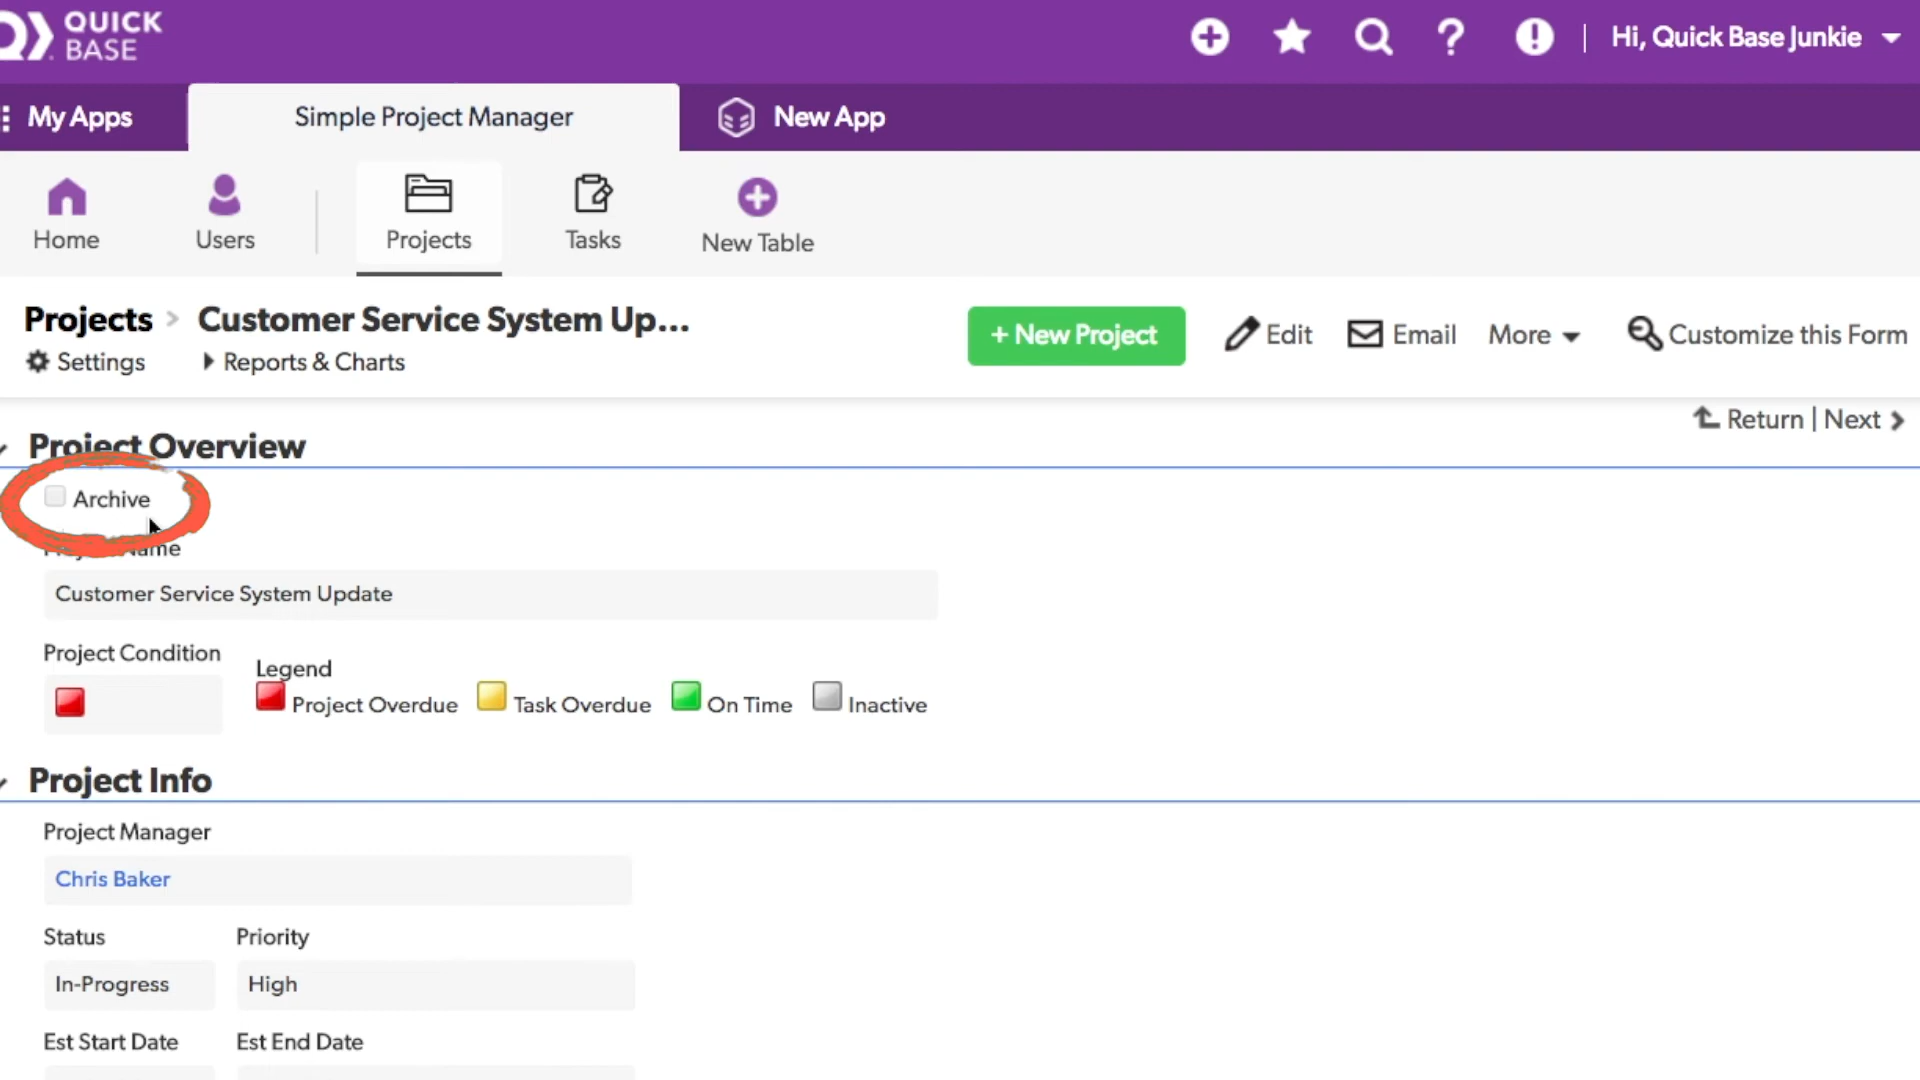 QUICK
BASE
Hi, Quick Base Junkie
My Apps
Simple Project Manager
New App
Home
Users
Projects
Tasks
New Table
Projects > Customer Service System Up...
+ New Project
Edit
Email
More
Customize this Form
Settings
Reports & Charts
Return | Next
Project Overview
Archive
Customer Service System Update
Project Condition
Legend
Project Overdue
Task Overdue
On Time
Inactive
Project Info
Project Manager
Chris Baker
Status
Priority
In-Progress
High
Est Start Date
Est End Date